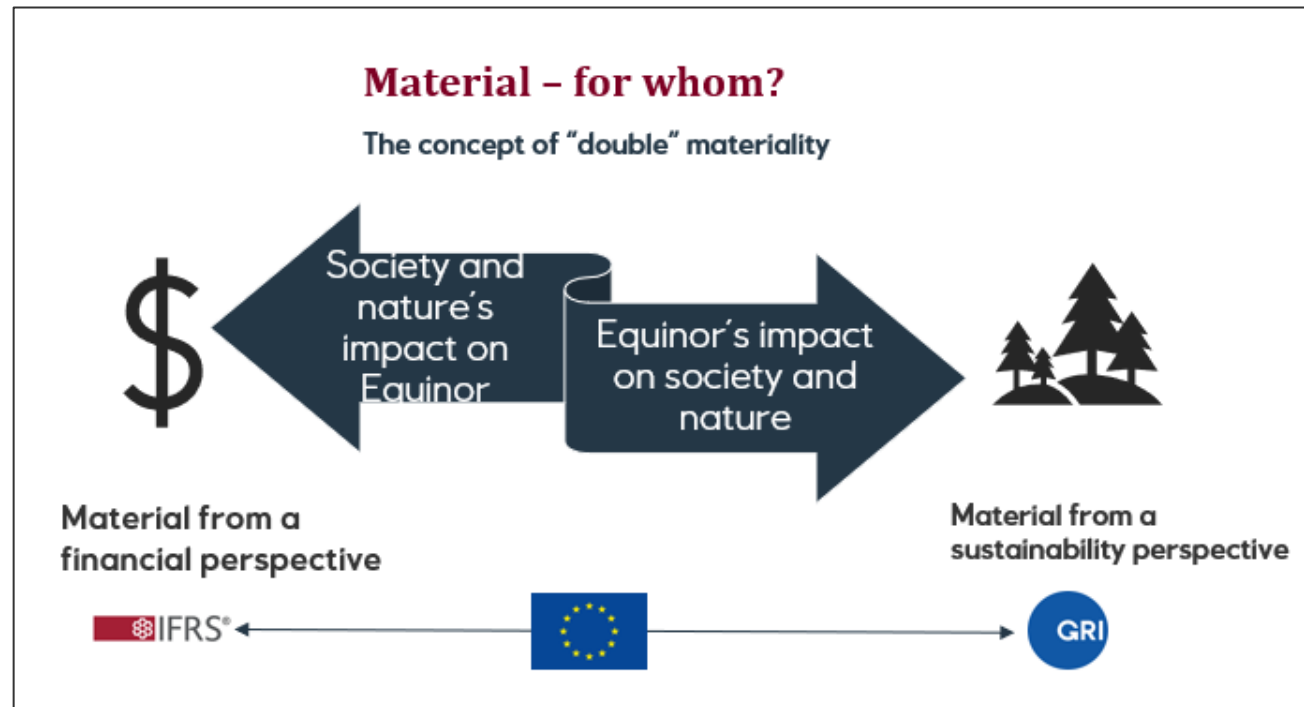 Material – for whom?
The concept of “double” materiality
$
Society and
nature´s
impact on
Equinor
Equinor´s impact
on society and
nature
Material from a
financial perspective
Material from a
sustainability perspective
IFRS®
GRI